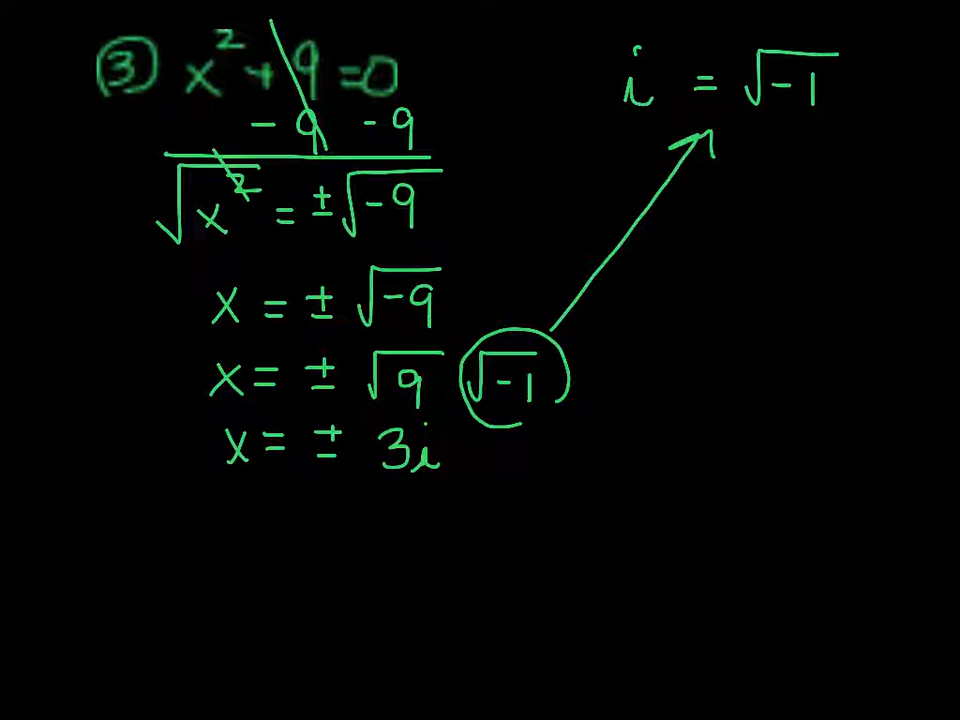 ③ x² + 9 = 0
- 9 - 9
√x² = ±√-9
x = ± √-9
x = ± √9 √-1
x = ± 3i
i = √-1